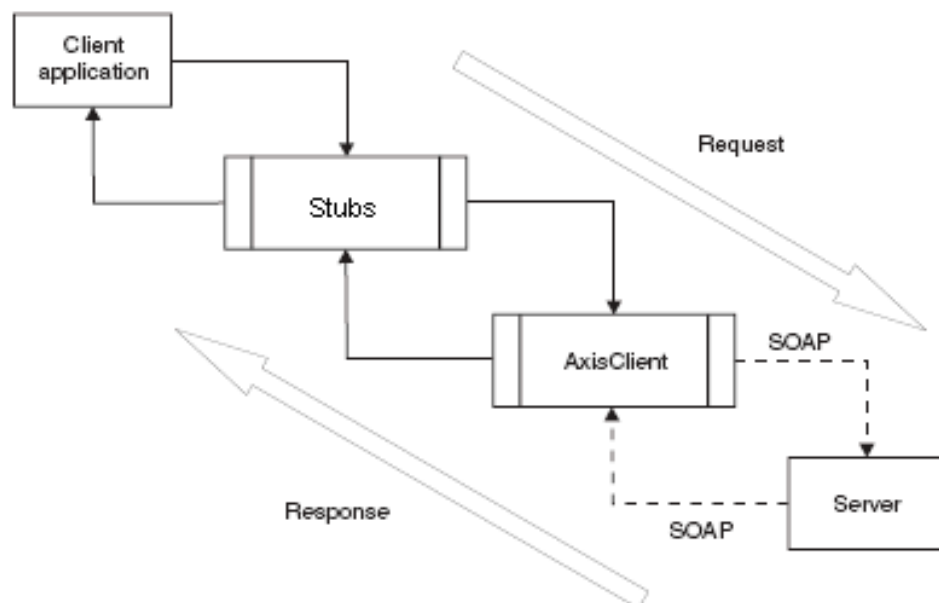 Client
application
Request
Stubs
SOAP
AxisClient
Response
SOAP
Server